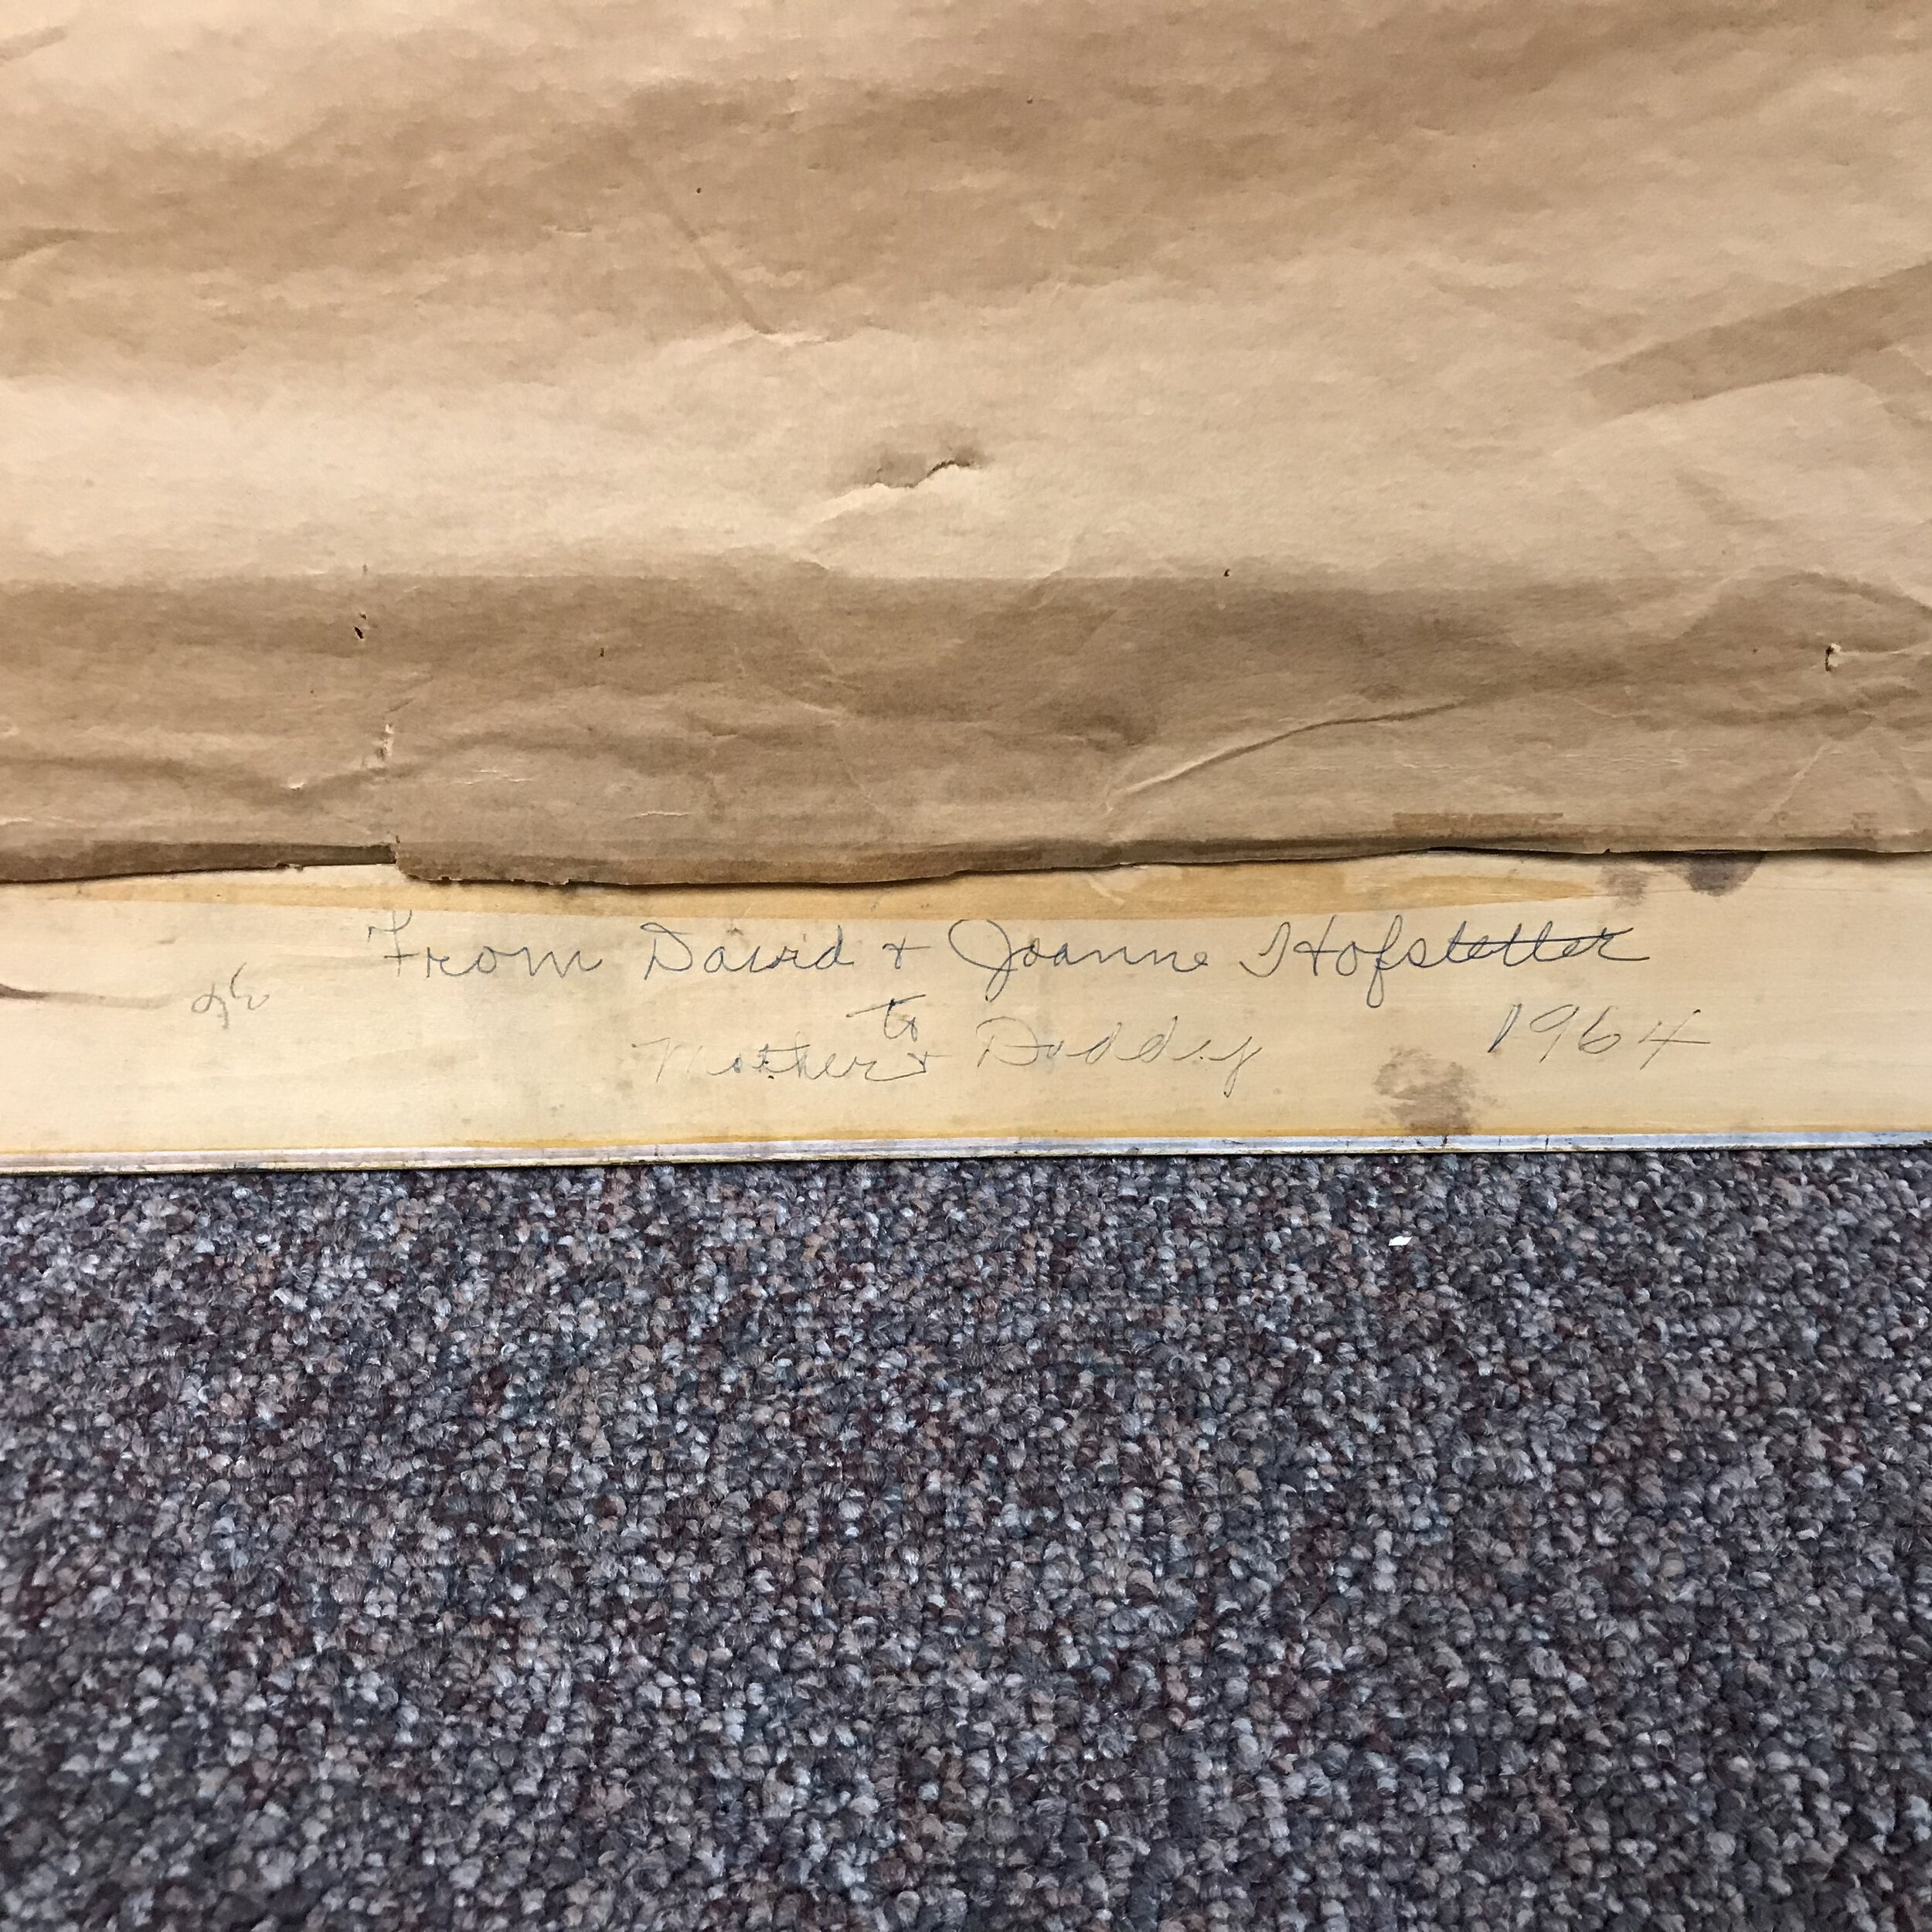 From David + Joanne Hofstetter
to
Mother + Daddy 1964